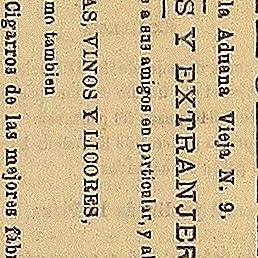 la Aduana Vieja N. 9.
S Y EXTRANJER
e a sus amigos en particular, y al
AS, VINOS Y LICORES,
mo tambien
Cigarros de las mejores fabr